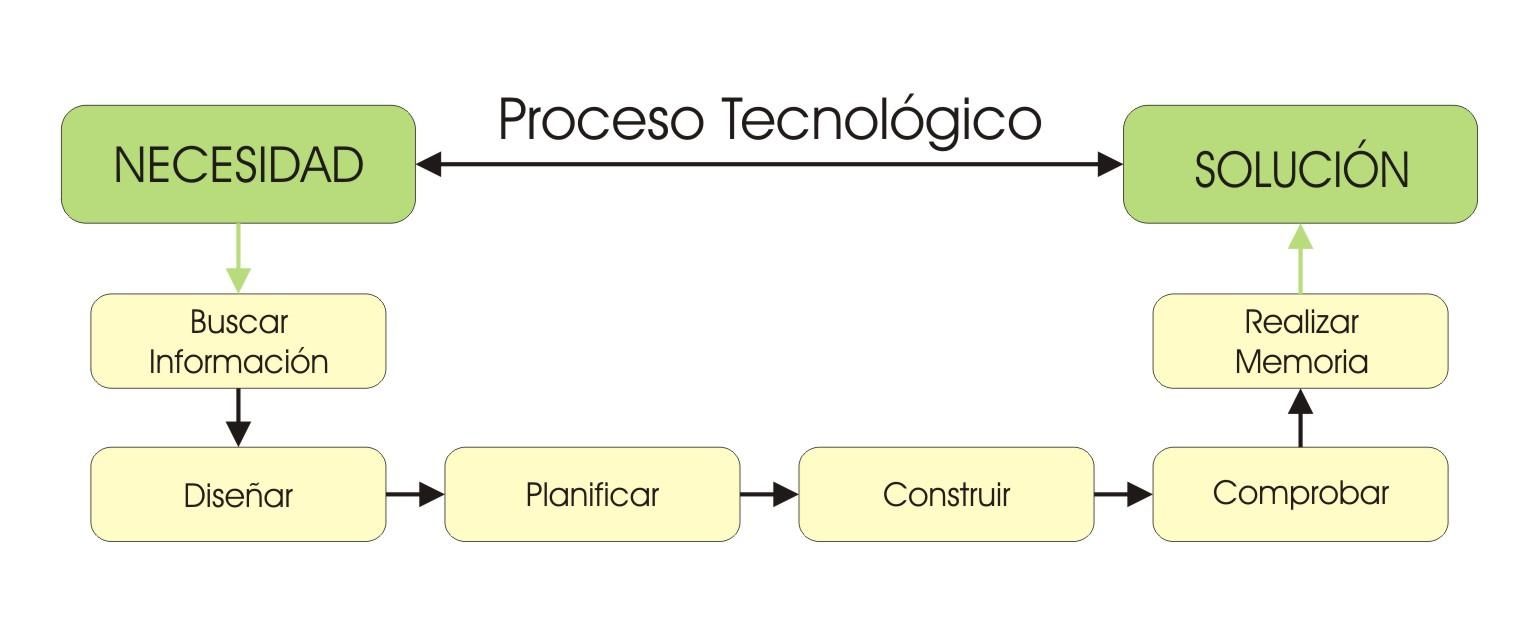 Proceso Tecnológico
NECESIDAD
SOLUCIÓN
Buscar
Información
Realizar
Memoria
Diseñar
Planificar
Construir
Comprobar